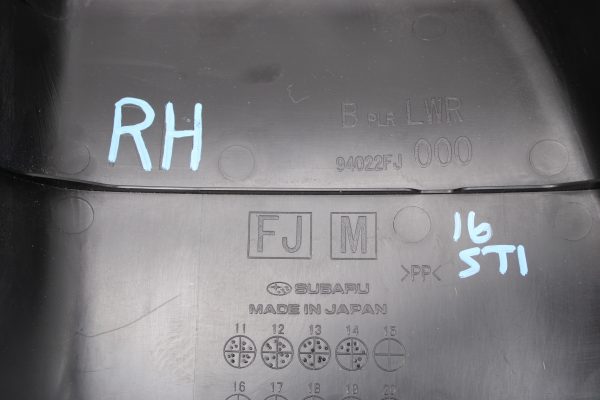 RH
B PLR LWR
94022FJ 000
FJ M
16
STI
>PP<
SUBARU
MADE IN JAPAN
11 12 13 14 15
16 17 18 19 20